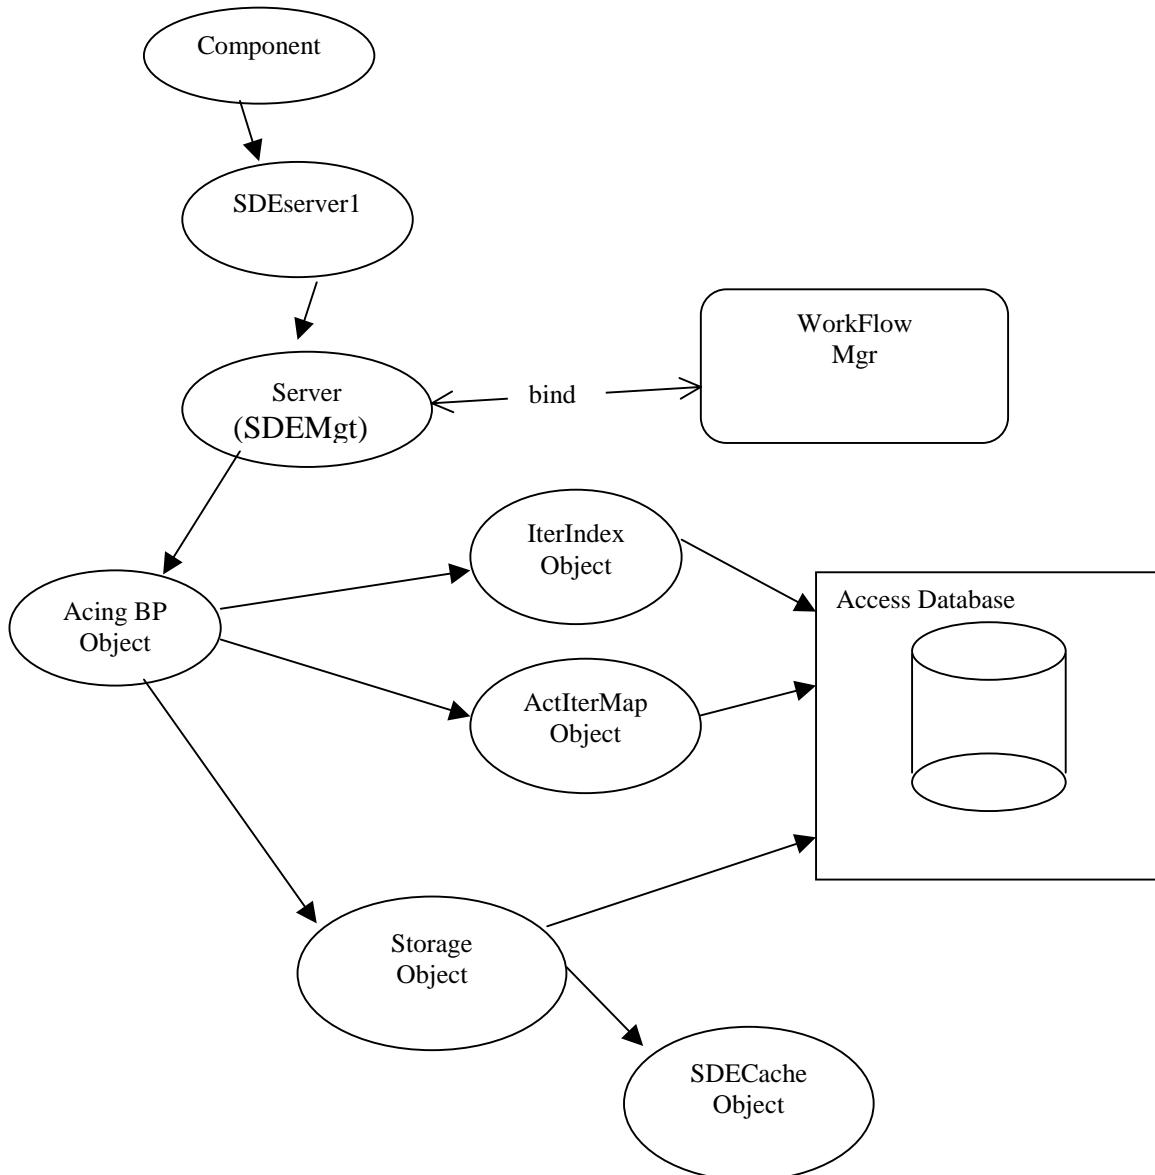 Component
SDEserver1
WorkFlow
Mgr
Server
(SDEMgt)
bind
IterIndex
Object
Access Database
Acing BP
Object
ActIterMap
Object
Storage
Object
SDECache
Object